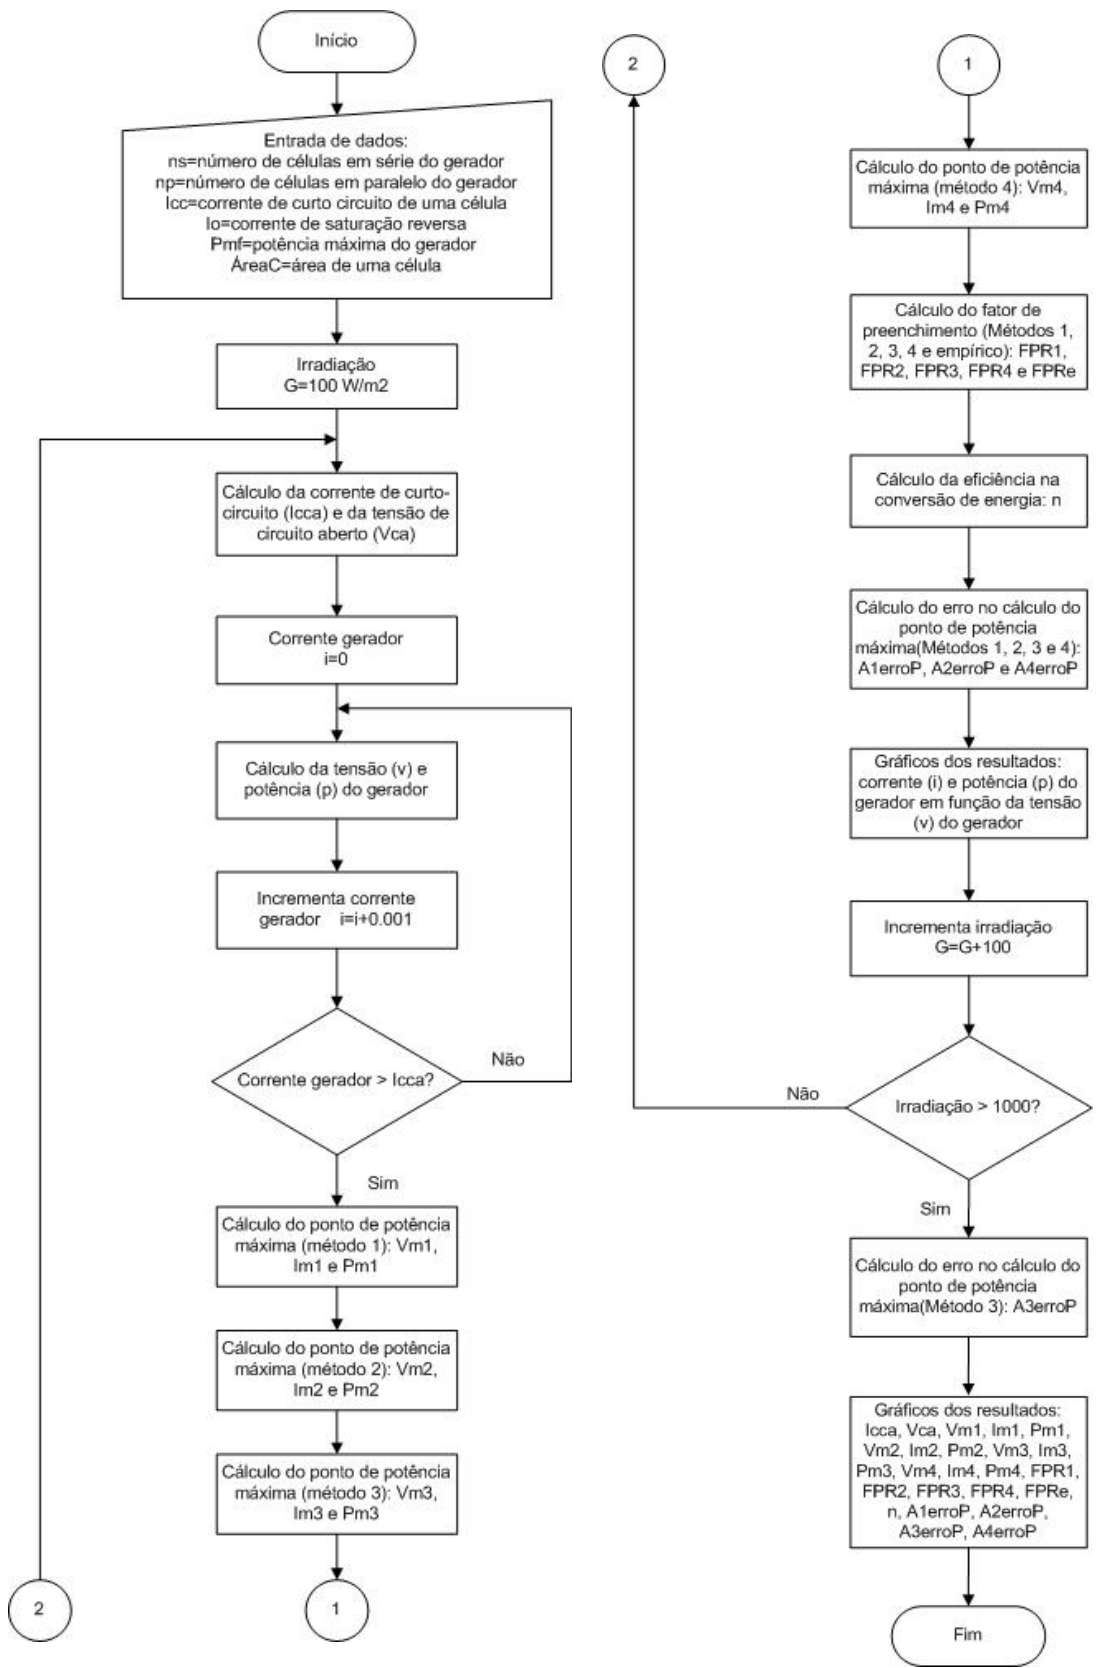 Início
Entrada de dados:
ns=número de células em série do gerador
np=número de células em paralelo do gerador
Icc=corrente de curto circuito de uma célula
Io=corrente de saturação reversa
Pmf=potência máxima do gerador
ÁreaC=área de uma célula
Irradiação
G=100 W/m2
Cálculo da corrente de curto-
circuito (Icca) e da tensão de
circuito aberto (Vca)
Corrente gerador
i=0
Cálculo da tensão (v) e
potência (p) do gerador
Incrementa corrente
gerador i=i+0.001
Corrente gerador > Icca?
Não
Sim
Cálculo do ponto de potência
máxima (método 1): Vm1,
Im1 e Pm1
Cálculo do ponto de potência
máxima (método 2): Vm2,
Im2 e Pm2
Cálculo do ponto de potência
máxima (método 3): Vm3,
Im3 e Pm3
2
1
2
1
Cálculo do ponto de potência
máxima (método 4): Vm4,
Im4 e Pm4
Cálculo do fator de
preenchimento (Métodos 1,
2, 3, 4 e empírico): FPR1,
FPR2, FPR3, FPR4 e FPRe
Cálculo da eficiência na
conversão de energia: n
Cálculo do erro no cálculo do
ponto de potência
máxima(Métodos 1, 2, 3 e 4):
A1erroP, A2erroP e A4erroP
Gráficos dos resultados:
corrente (i) e potência (p) do
gerador em função da tensão
(v) do gerador
Incrementa irradiação
G=G+100
Não
Irradiação > 1000?
Sim
Cálculo do erro no cálculo do
ponto de potência
máxima(Método 3): A3erroP
Gráficos dos resultados:
Icca, Vca, Vm1, Im1, Pm1,
Vm2, Im2, Pm2, Vm3, Im3,
Pm3, Vm4, Im4, Pm4, FPR1,
FPR2, FPR3, FPR4, FPRe,
n, A1erroP, A2erroP,
A3erroP, A4erroP
Fim